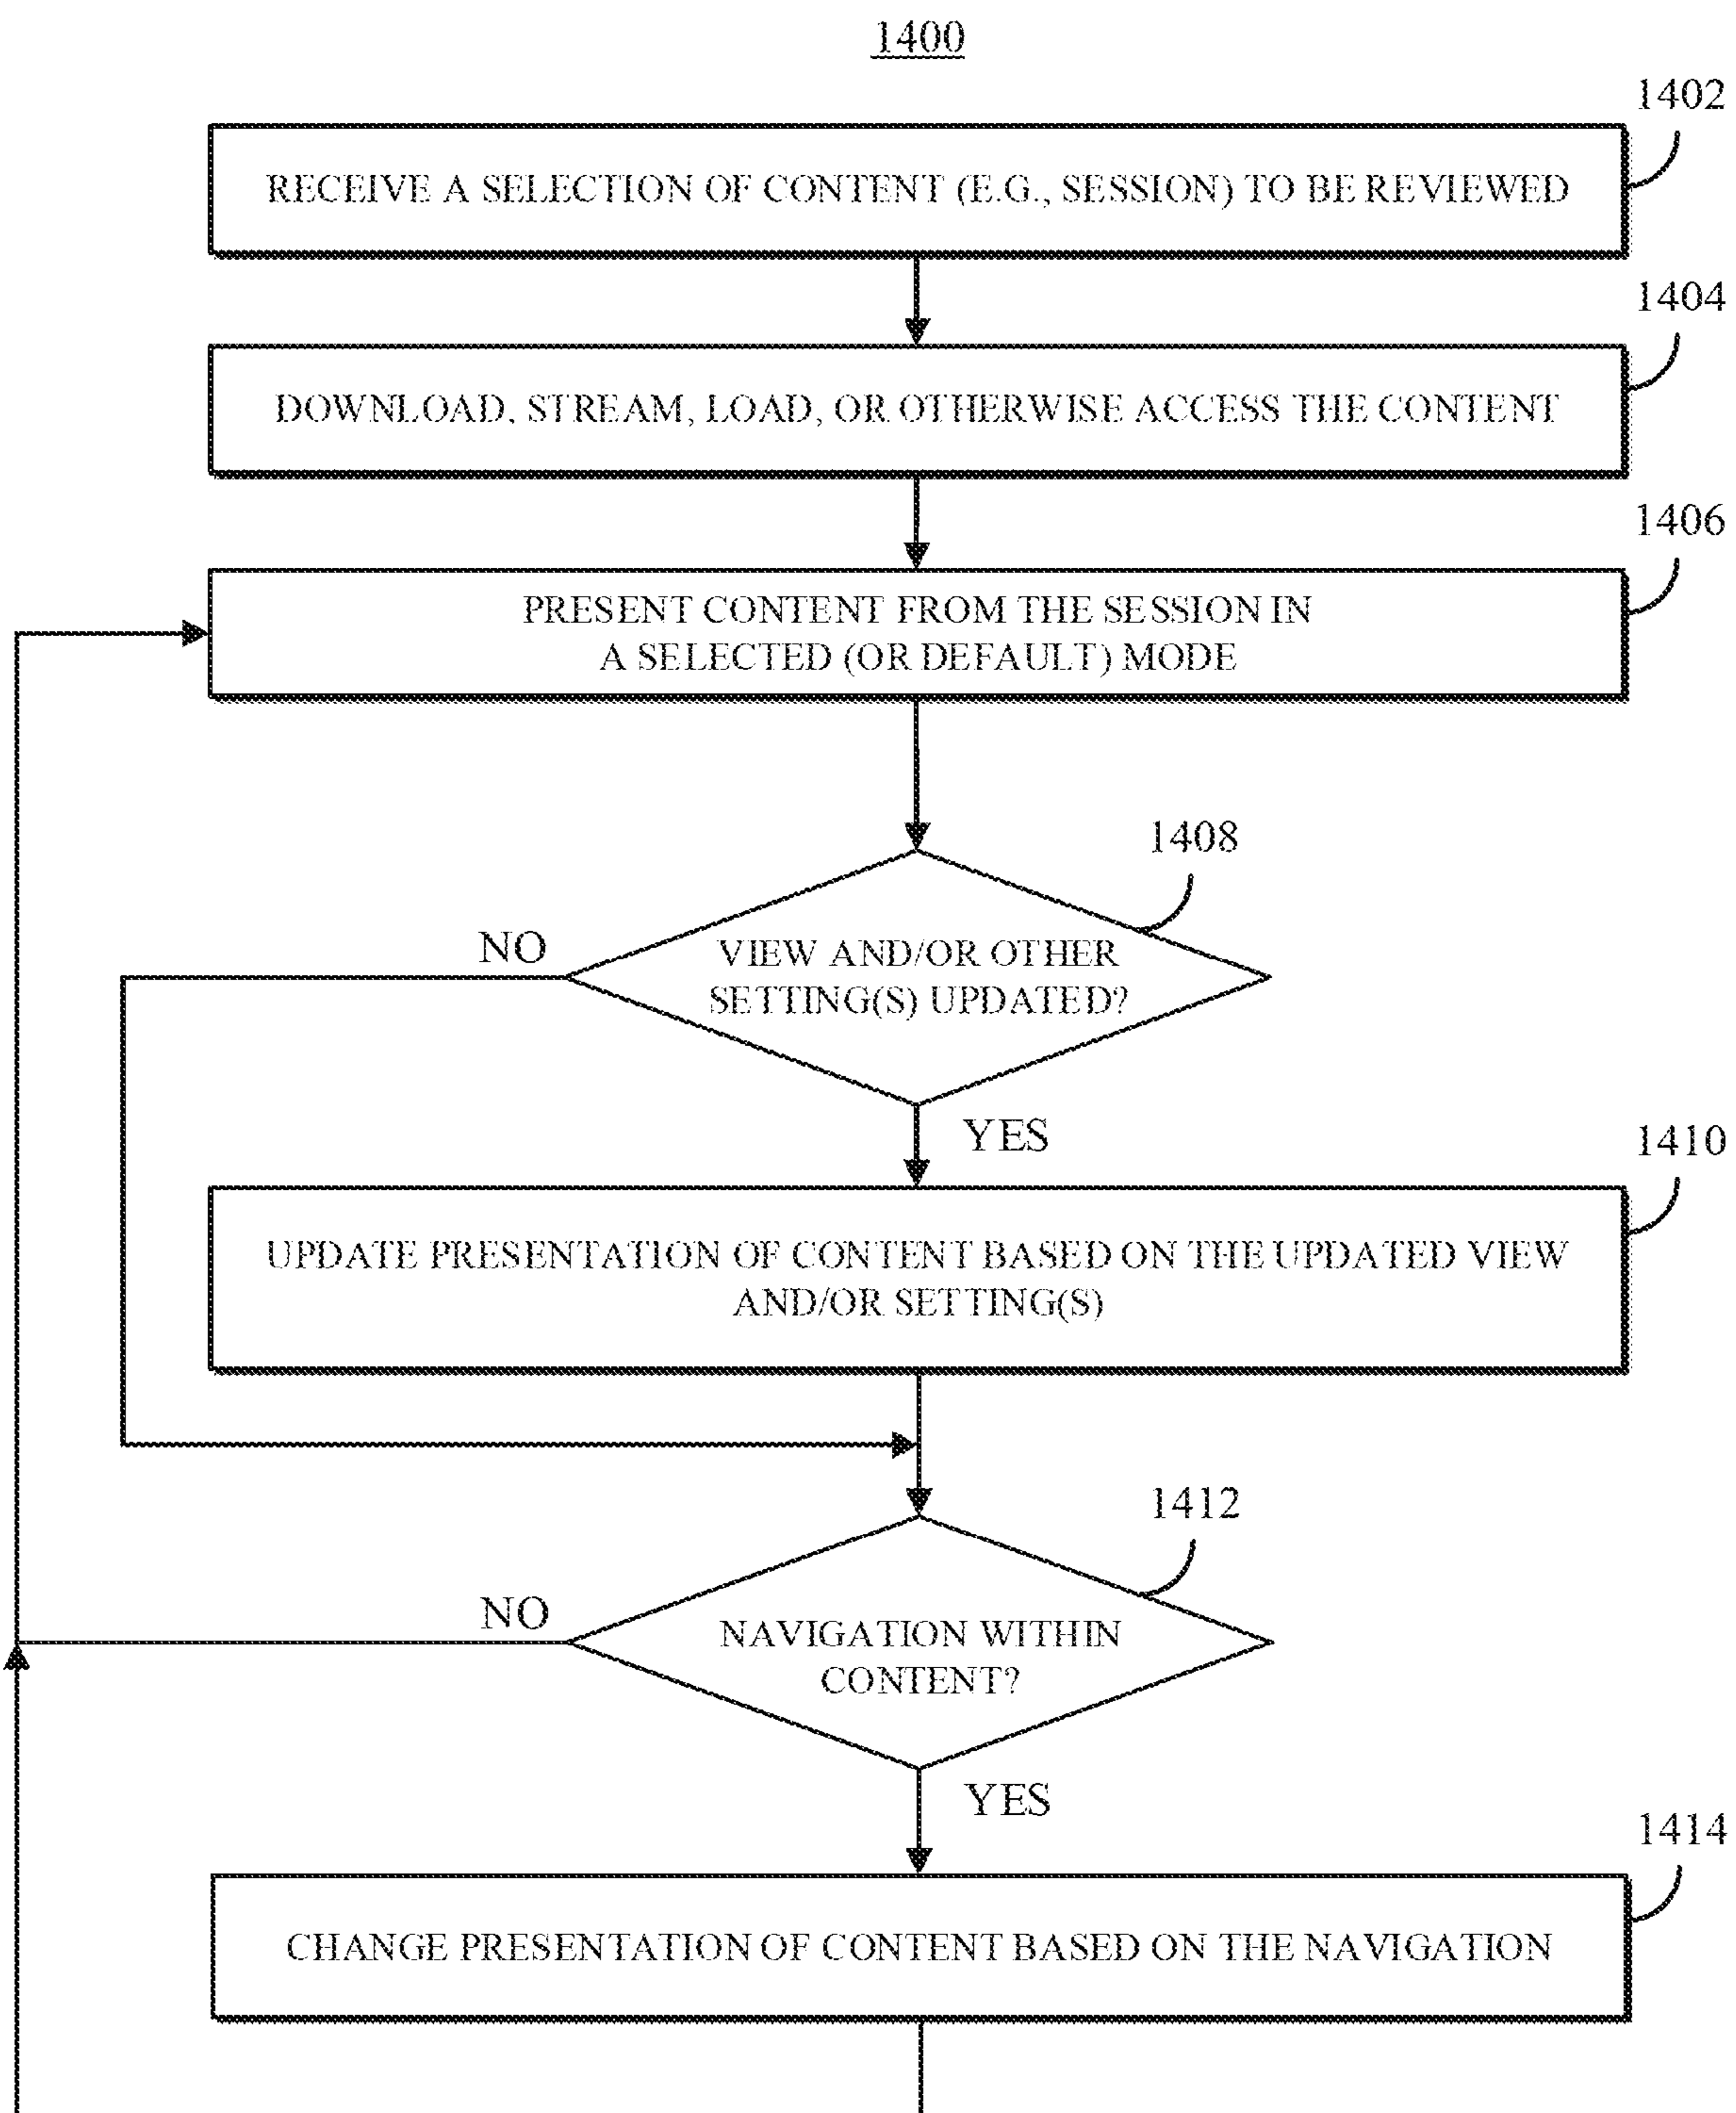 1400
1402
RECEIVE A SELECTION OF CONTENT (E.G., SESSION) TO BE REVIEWED
1404
DOWNLOAD, STREAM, LOAD, OR OTHERWISE ACCESS THE CONTENT
1406
PRESENT CONTENT FROM THE SESSION IN
A SELECTED (OR DEFAULT) MODE
1408
NO
VIEW AND/OR OTHER
SETTING(S) UPDATED?
YES
1410
UPDATE PRESENTATION OF CONTENT BASED ON THE UPDATED VIEW
AND/OR SETTING(S)
1412
NO
NAVIGATION WITHIN
CONTENT?
YES
1414
CHANGE PRESENTATION OF CONTENT BASED ON THE NAVIGATION